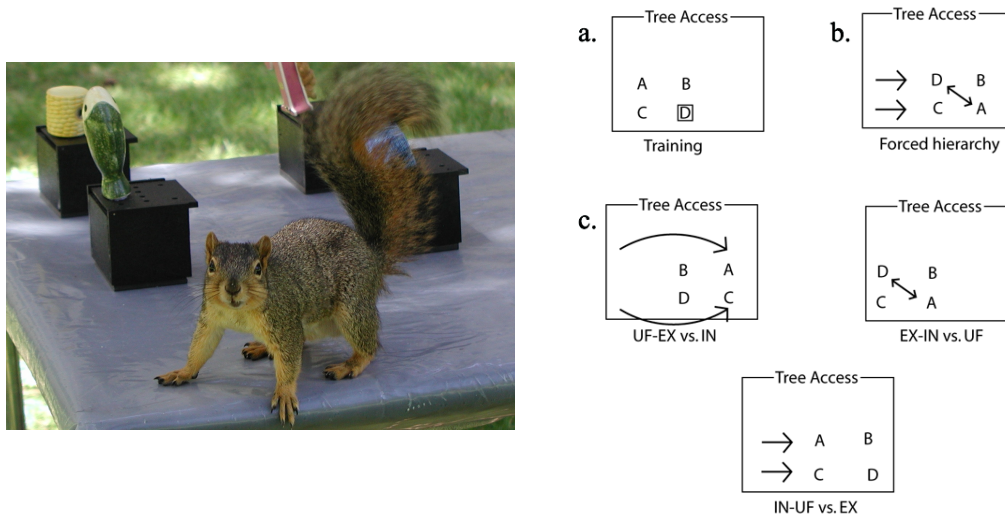 a.
Tree Access
A B
C D
Training
b.
Tree Access
D B
C A
Forced hierarchy
c.
Tree Access
B A
D C
UF-EX vs. IN
Tree Access
D B
C A
EX-IN vs. UF
Tree Access
A B
C D
IN-UF vs. EX